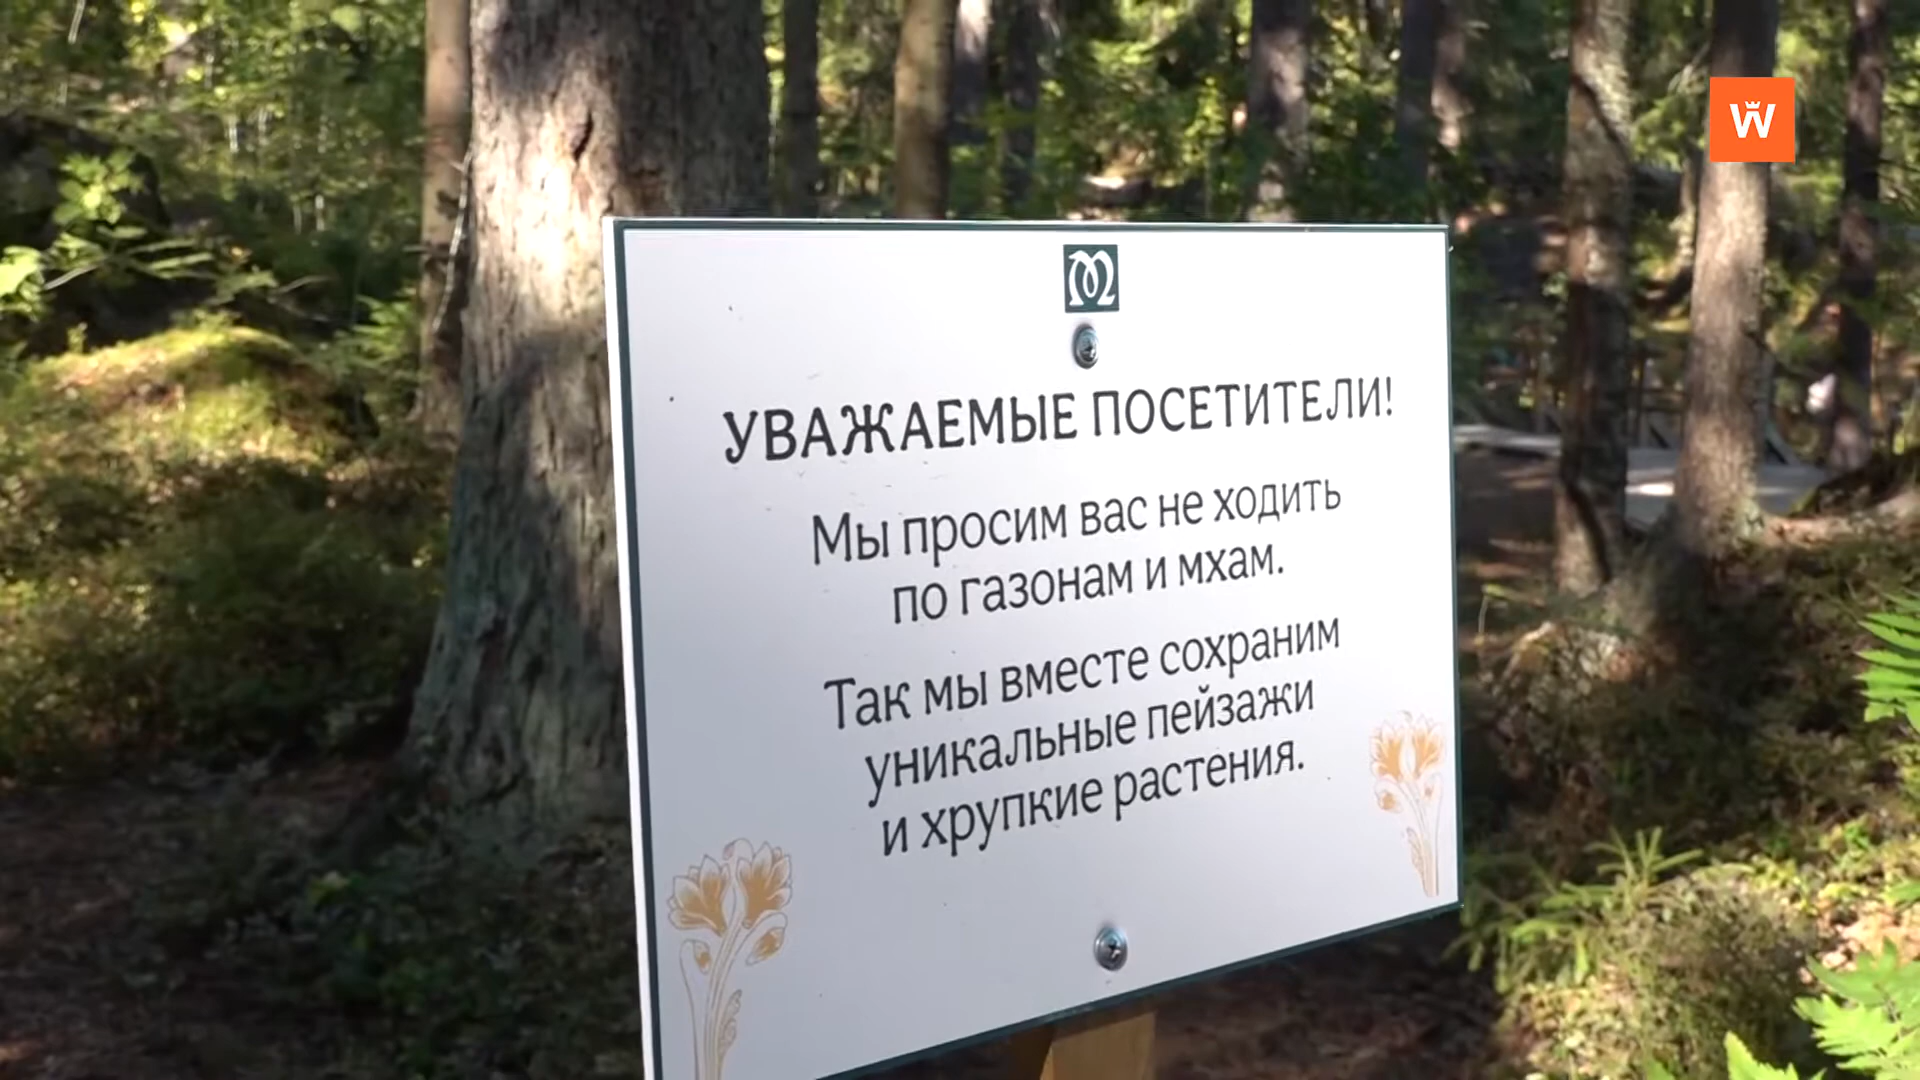 W
М
УВАЖАЕМЫЕ ПОСЕТИТЕЛИ!
Мы просим вас не ходить
по газонам и мхам.
Так мы вместе сохраним
уникальные пейзажи
и хрупкие растения.